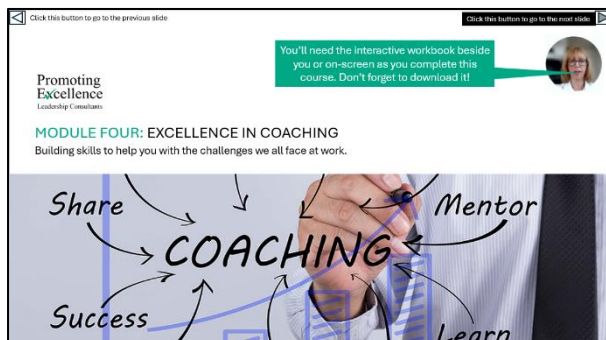 Click this button to go to the previous slide
Click this button to go to the next slide
You'll need the interactive workbook beside
you or on-screen as you complete this
course. Don't forget to download it!
Promoting
Excellence
Leadership Consultants
MODULE FOUR: EXCELLENCE IN COACHING
Building skills to help you with the challenges we all face at work.
Share
Mentor
COACHING
Success
Learn